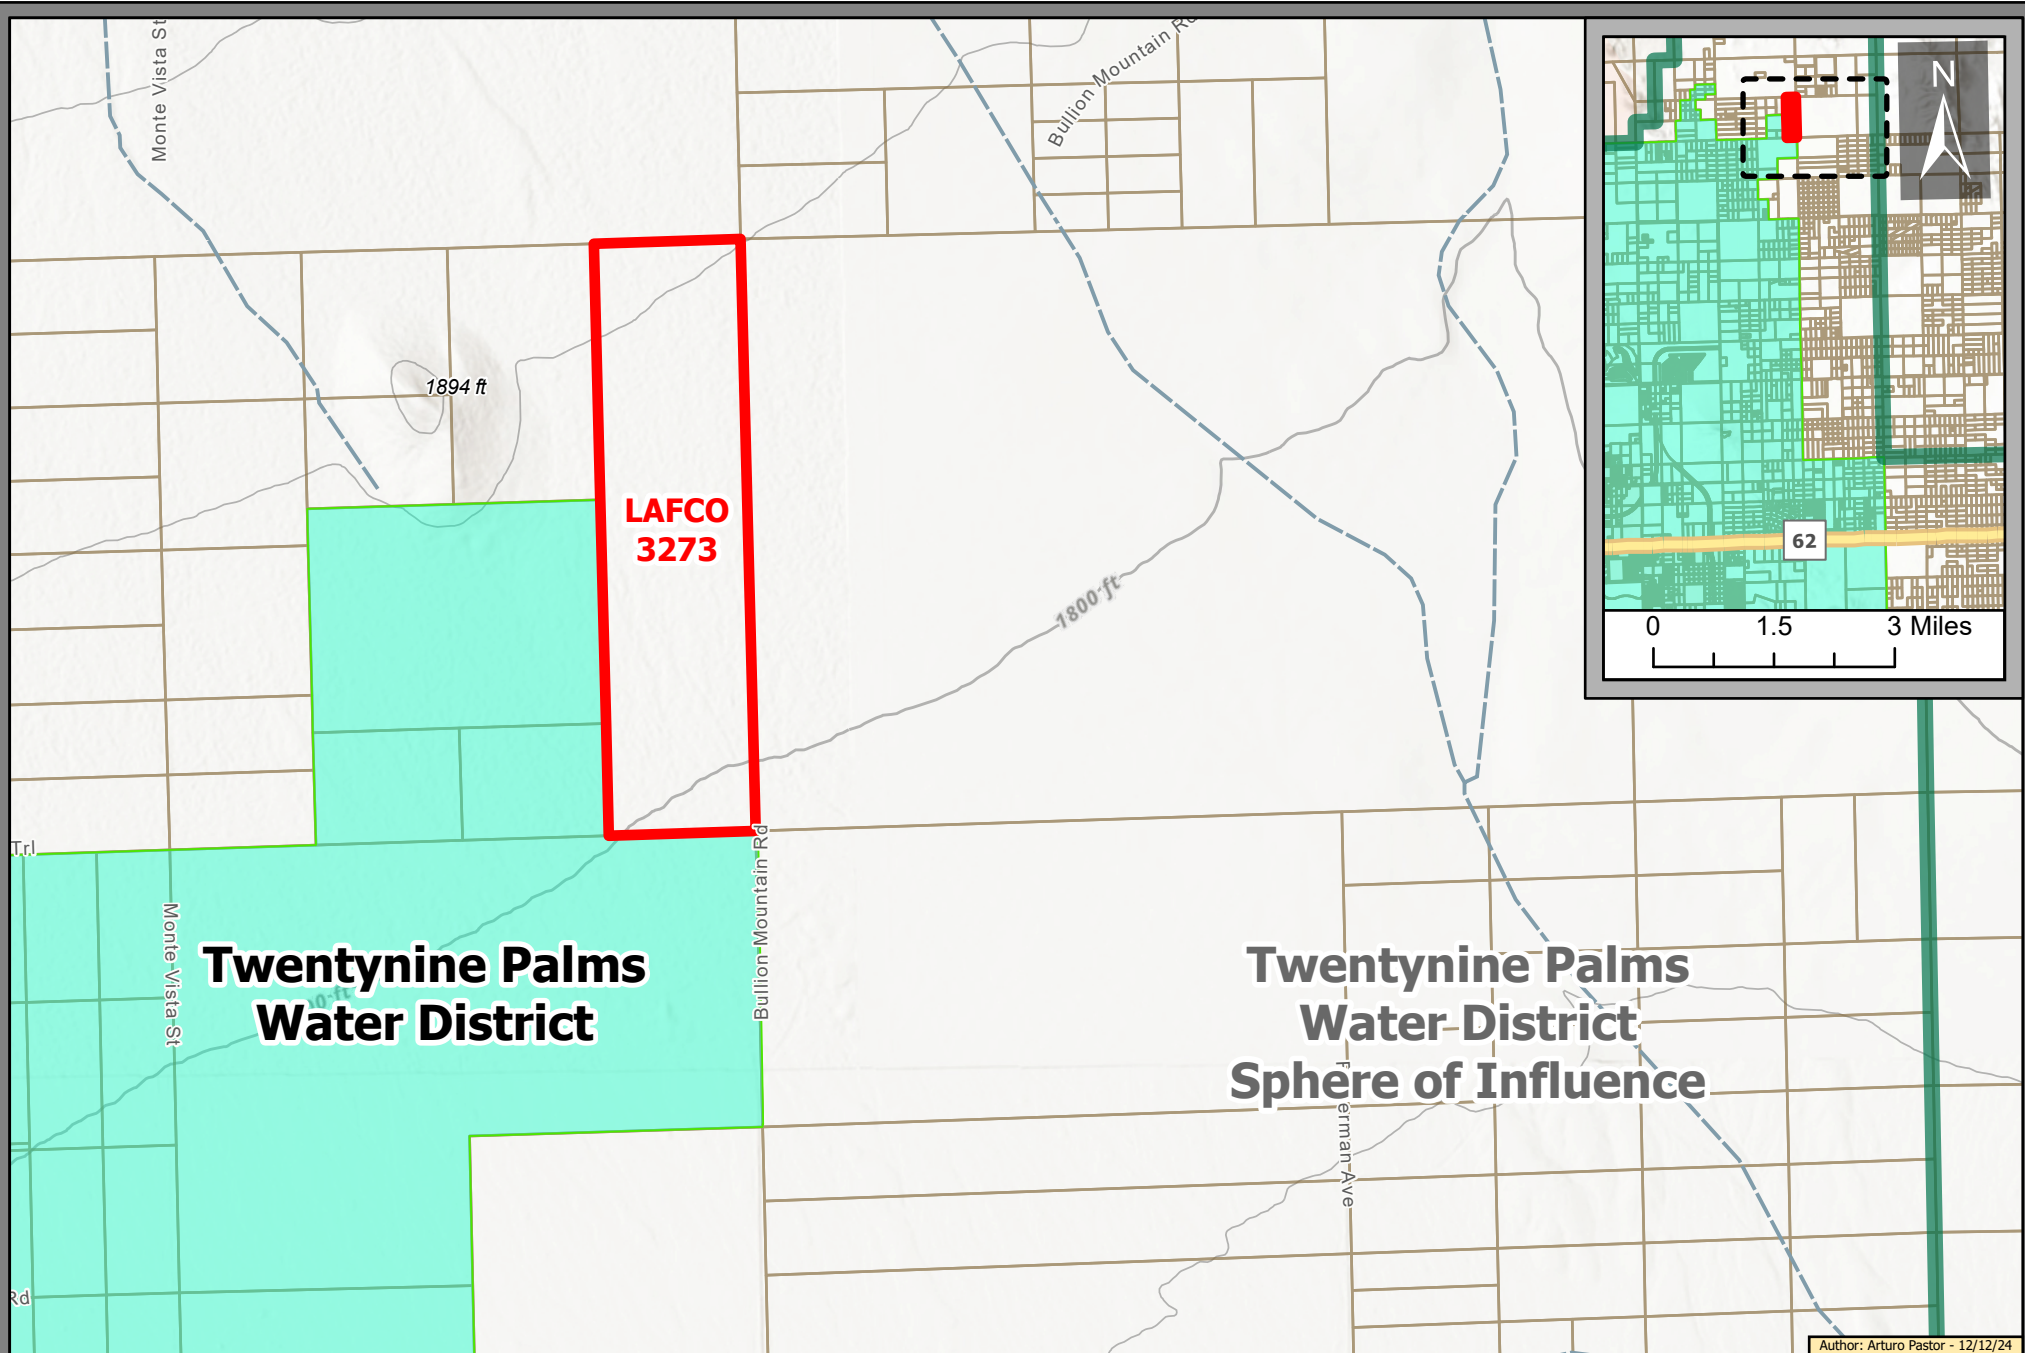 Monte Vista St
Bullion Mountain Rd
N
1894 ft
LAFCO
3273
62
0 1.5 3 Miles
1800 ft
Trl
Bullion Mountain Rd
Monte Vista St
Twentynine Palms
Water District
Twentynine Palms
Water District
Sphere of Influence
erman Ave
Rd
Author: Arturo Pastor - 12/12/24